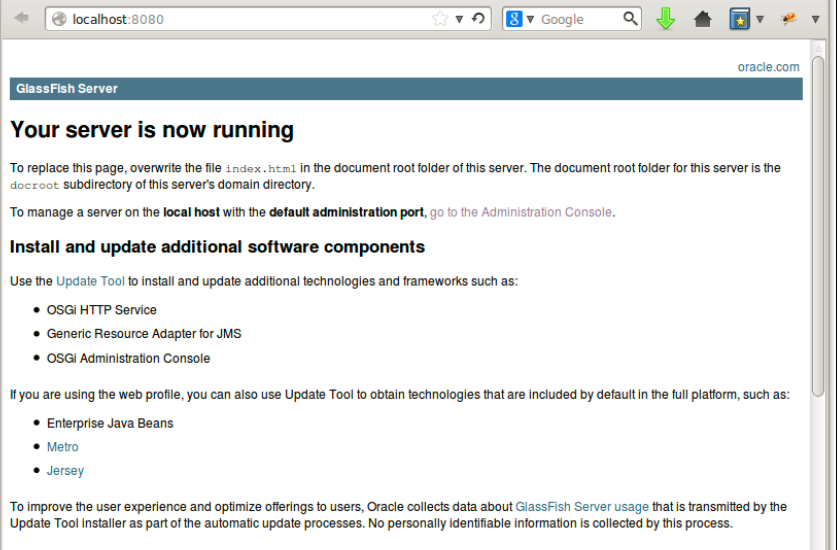 localhost:8080
Google
oracle.com
GlassFish Server
Your server is now running
To replace this page, overwrite the file index.html in the document root folder of this server. The document root folder for this server is the
docroot subdirectory of this server's domain directory.
To manage a server on the local host with the default administration port, go to the Administration Console.
Install and update additional software components
Use the Update Tool to install and update additional technologies and frameworks such as:
OSGi HTTP Service
Generic Resource Adapter for JMS
OSGi Administration Console
If you are using the web profile, you can also use Update Tool to obtain technologies that are included by default in the full platform, such as:
Enterprise Java Beans
Metro
Jersey
To improve the user experience and optimize offerings to users, Oracle collects data about GlassFish Server usage that is transmitted by the
Update Tool installer as part of the automatic update processes. No personally identifiable information is collected by this process.